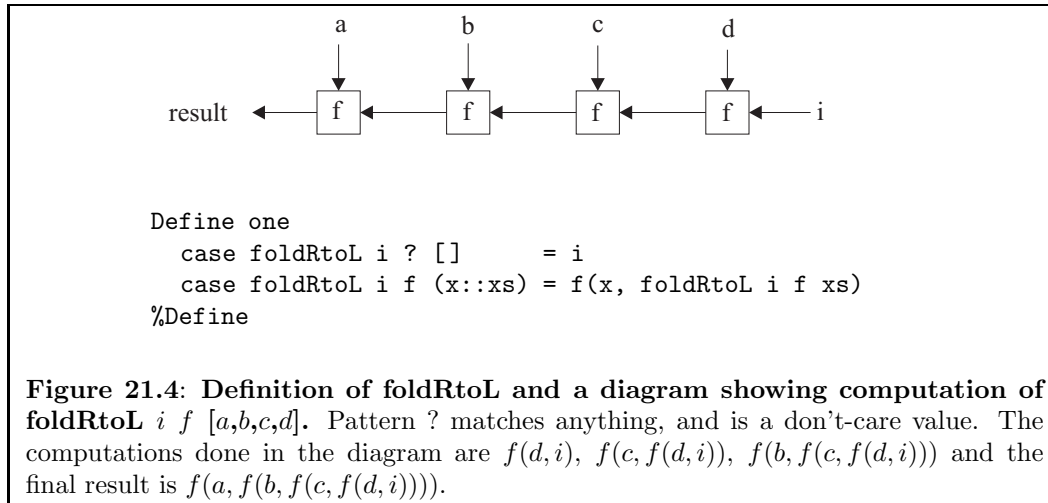 a b c d
result f f f f i
Define one
case foldRtoL i ? [] = i
case foldRtoL i f (x::xs) = f(x, foldRtoL i f xs)
%Define
Figure 21.4: Definition of foldRtoL and a diagram showing computation of
foldRtoL i f [a,b,c,d]. Pattern ? matches anything, and is a don't-care value. The
computations done in the diagram are f(d, i), f(c, f(d, i)), f(b, f(c, f(d, i))) and the
final result is f(a, f(b, f(c, f(d, i)))).